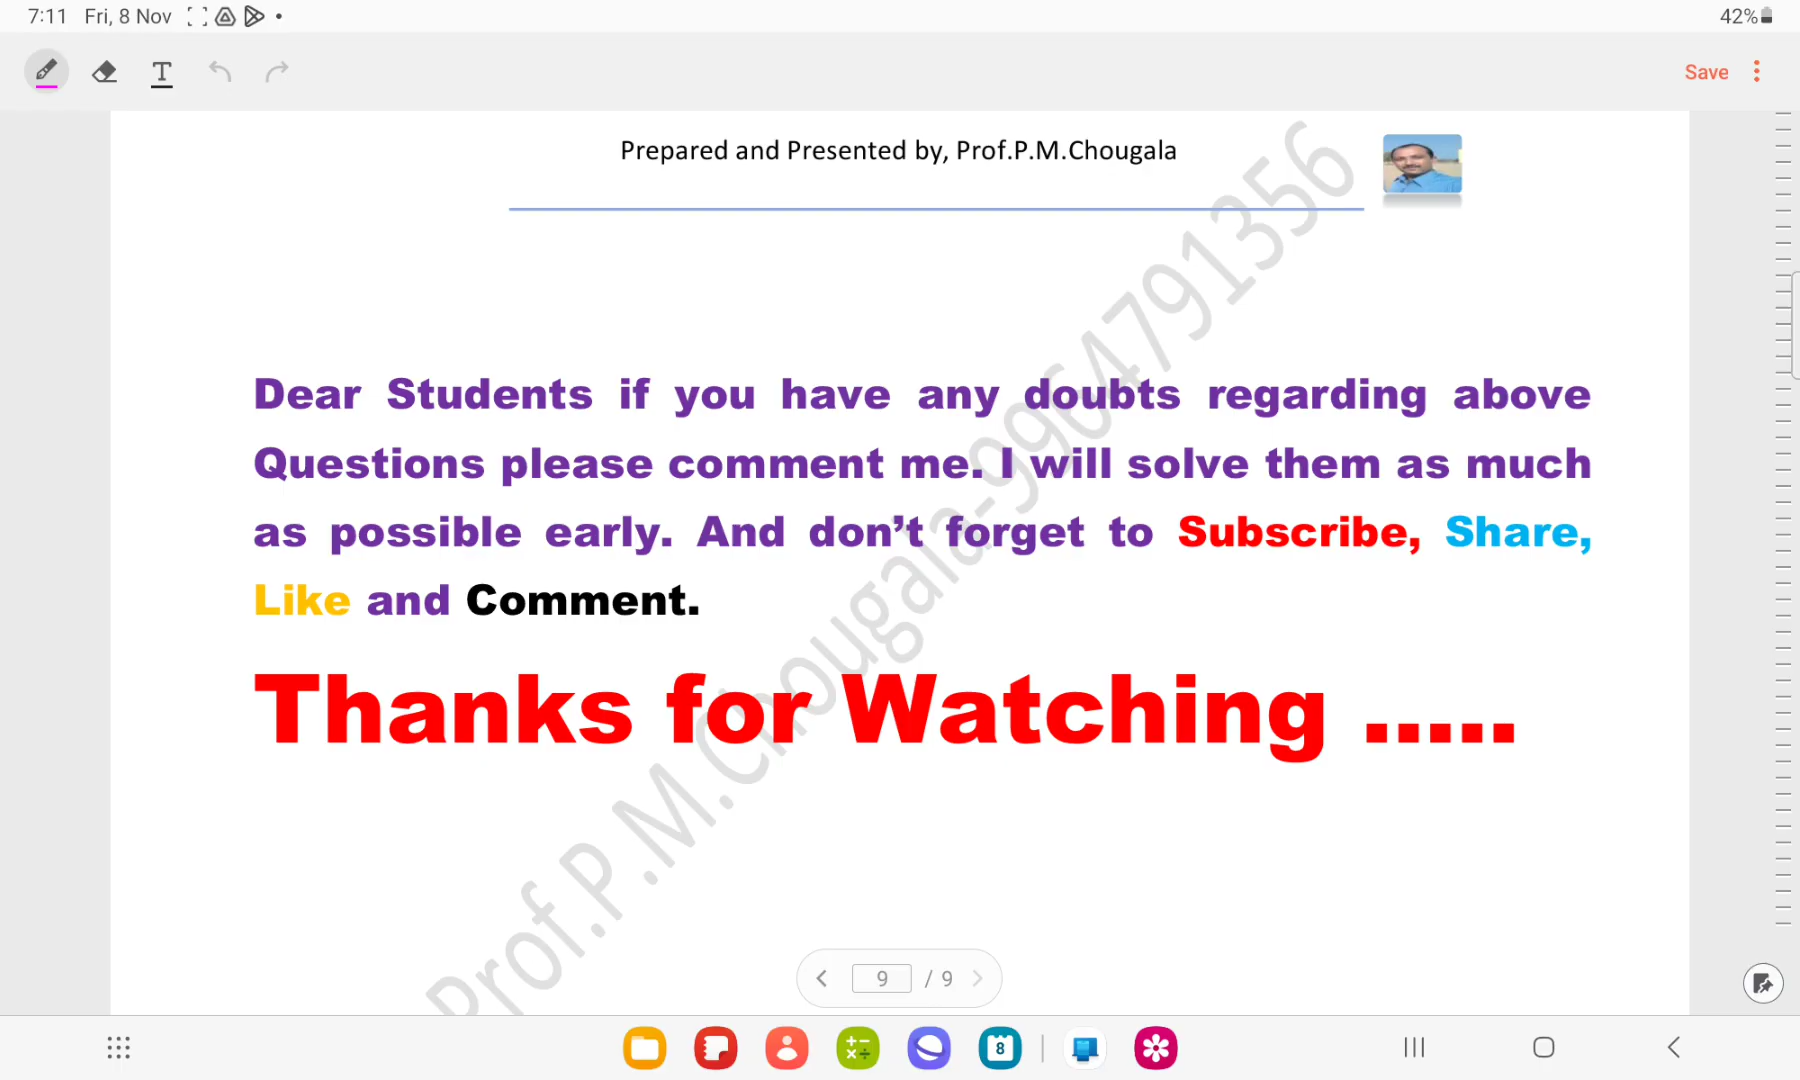 7:11 Fri, 8 Nov
42%
T
Save
Prepared and Presented by, Prof.P.M.Chougala
Dear Students if you have any doubts regarding above
Questions please comment me. I will solve them as much
as possible early. And don’t forget to Subscribe, Share,
Like and Comment.
Thanks for Watching .....
Prof.P.M.Chougala-9964791356
9 / 9
8